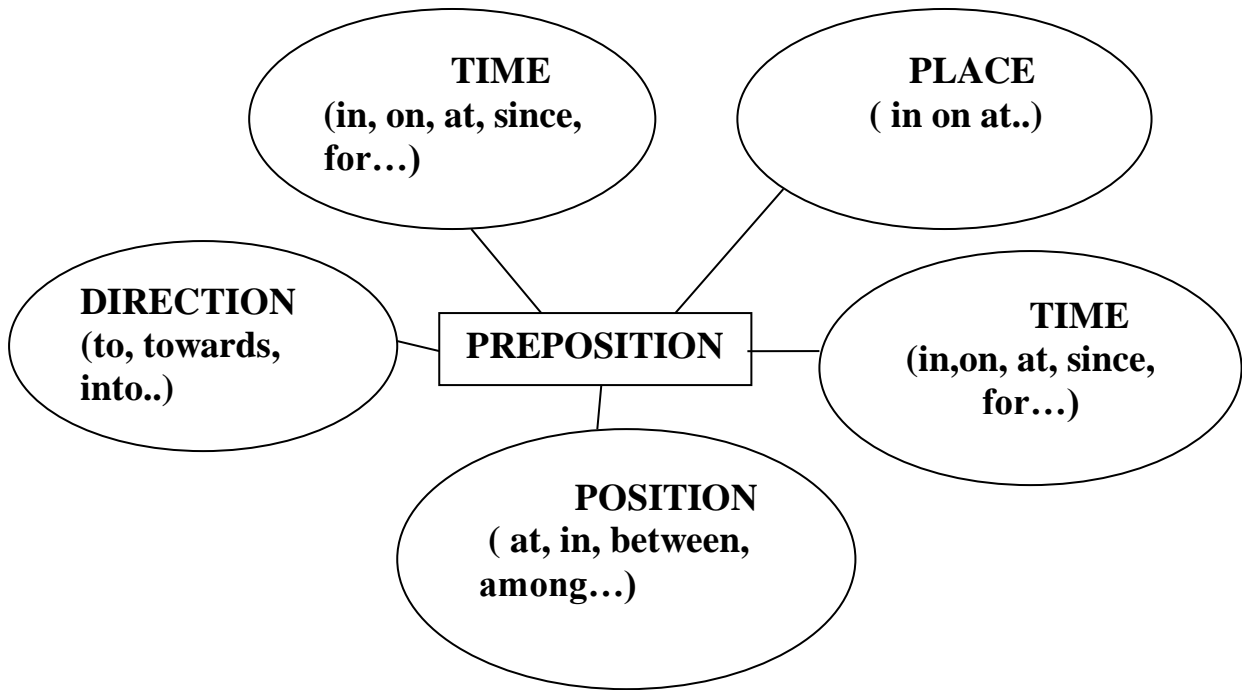 TIME
(in, on, at, since,
for…)
PLACE
( in on at..)
DIRECTION
(to, towards,
into..)
PREPOSITION
TIME
(in,on, at, since,
for…)
POSITION
( at, in, between,
among…)